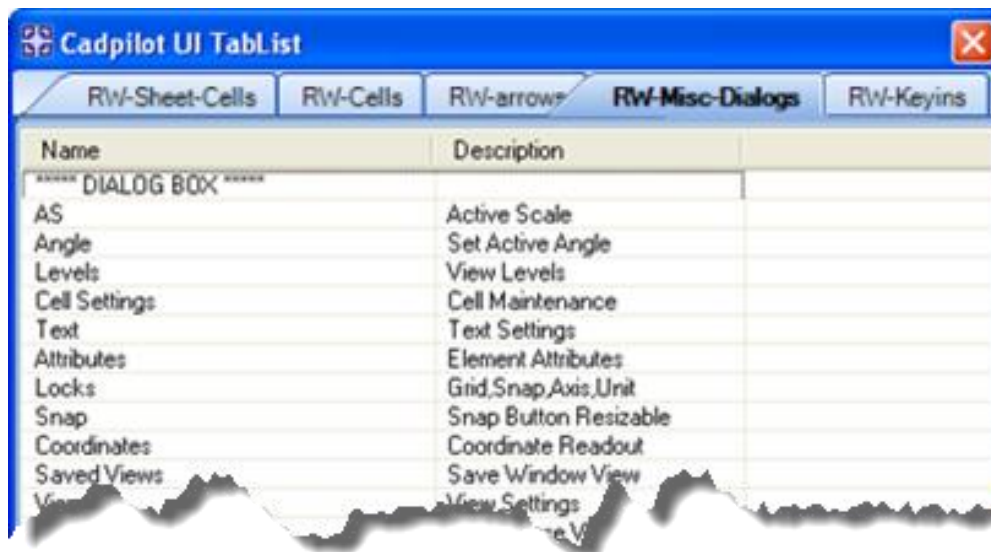 Cadpilot UI TabList
RW-Sheet-Cells RW-Cells RW-arrows RW-Misc-Dialogs RW-Keyins
Name Description
***** DIALOG BOX *****
AS Active Scale
Angle Set Active Angle
Levels View Levels
Cell Settings Cell Maintenance
Text Text Settings
Attributes Element Attributes
Locks Grid,Snap,Axis,Unit
Snap Snap Button Resizable
Coordinates Coordinate Readout
Saved Views Save Window View
View Settings